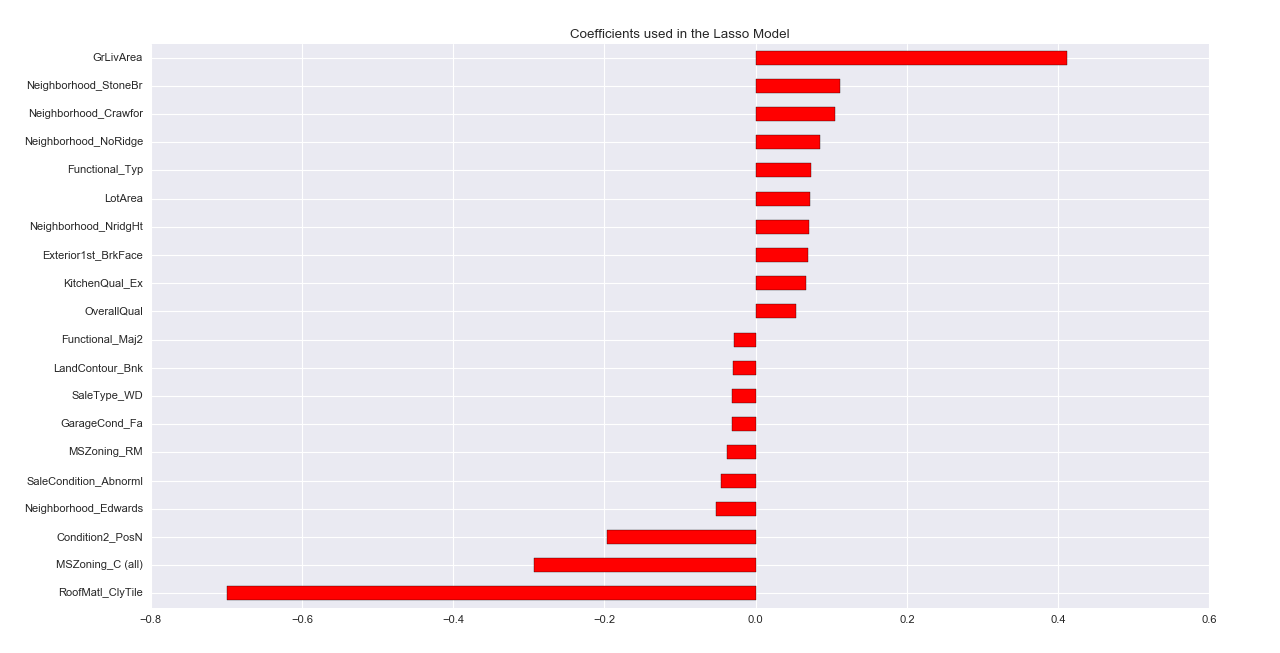 Coefficients used in the Lasso Model
GrLivArea
Neighborhood_StoneBr
Neighborhood_Crawfor
Neighborhood_NoRidge
Functional_Typ
LotArea
Neighborhood_NridgHt
Exterior1st_BrkFace
KitchenQual_Ex
OverallQual
Functional_Maj2
LandContour_Bnk
SaleType_WD
GarageCond_Fa
MSZoning_RM
SaleCondition_Abnorml
Neighborhood_Edwards
Condition2_PosN
MSZoning_C (all)
RoofMatl_ClyTile
−0.8 −0.6 −0.4 −0.2 0.0 0.2 0.4 0.6